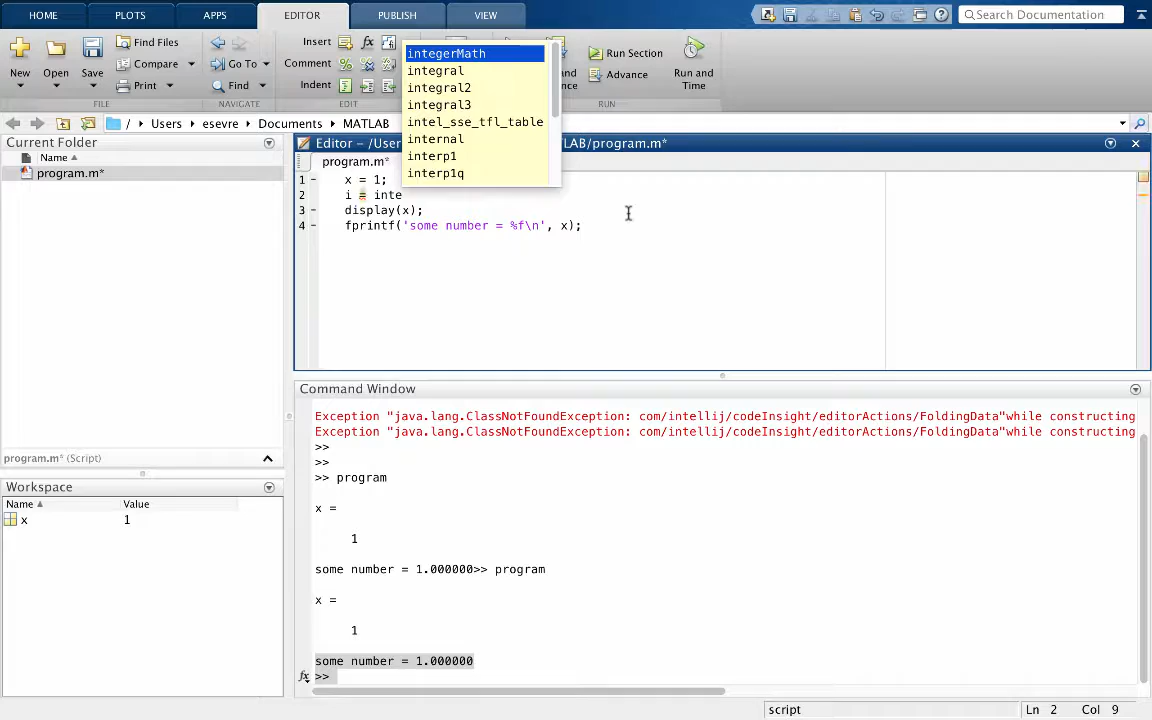 HOME PLOTS APPS EDITOR PUBLISH VIEW Search Documentation
New Open Save Find Files Compare Print Go To Find Insert Comment Indent Run Section Advance Run and Time
FILE NAVIGATE EDIT RUN
integerMath
integral
integral2
integral3
intel_sse_tfl_table
internal
interp1
interp1q
/ Users esevre Documents MATLAB
Current Folder
Name
program.m*
program.m* (Script)
Workspace
Name Value
x 1
LAB/program.m*
program.m*
1 x = 1;
2 i = inte
3 display(x);
4 fprintf('some number = %f\n', x);
Command Window
Exception "java.lang.ClassNotFoundException: com/intellij/codeInsight/editorActions/FoldingData"while constructing
Exception "java.lang.ClassNotFoundException: com/intellij/codeInsight/editorActions/FoldingData"while constructing
>>
>>
>> program
x =
1
some number = 1.000000>> program
x =
1
some number = 1.000000
fx >>
script Ln 2 Col 9